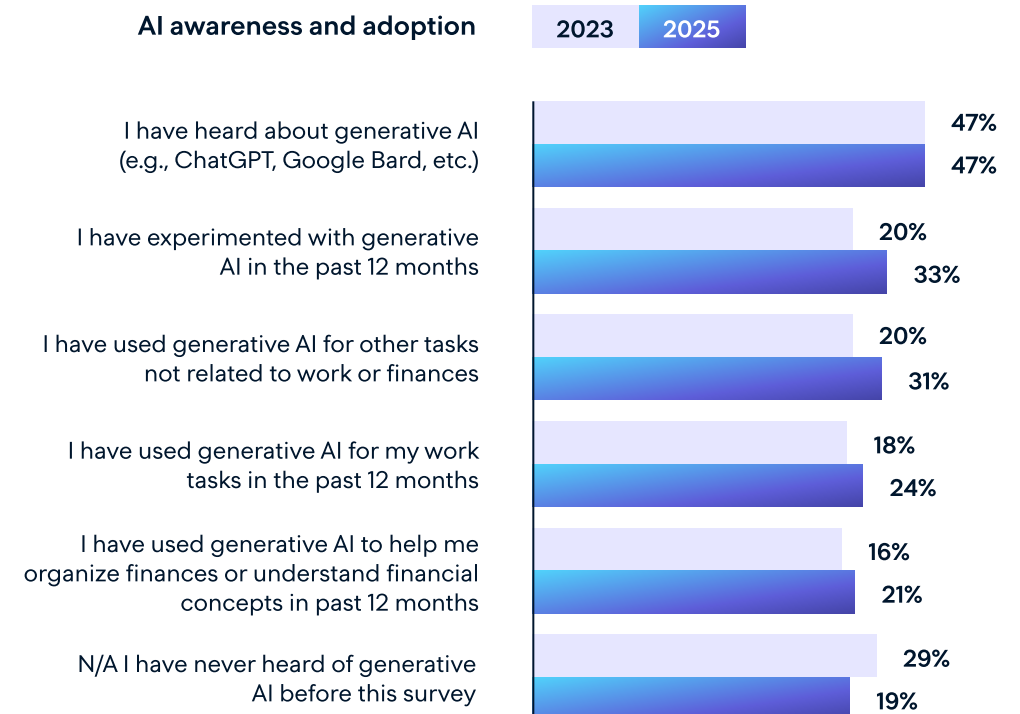 AI awareness and adoption
2023 2025
I have heard about generative AI
(e.g., ChatGPT, Google Bard, etc.)
47%
47%
I have experimented with generative
AI in the past 12 months
20%
33%
I have used generative AI for other tasks
not related to work or finances
20%
31%
I have used generative AI for my work
tasks in the past 12 months
18%
24%
I have used generative AI to help me
organize finances or understand financial
concepts in past 12 months
16%
21%
N/A I have never heard of generative
AI before this survey
29%
19%